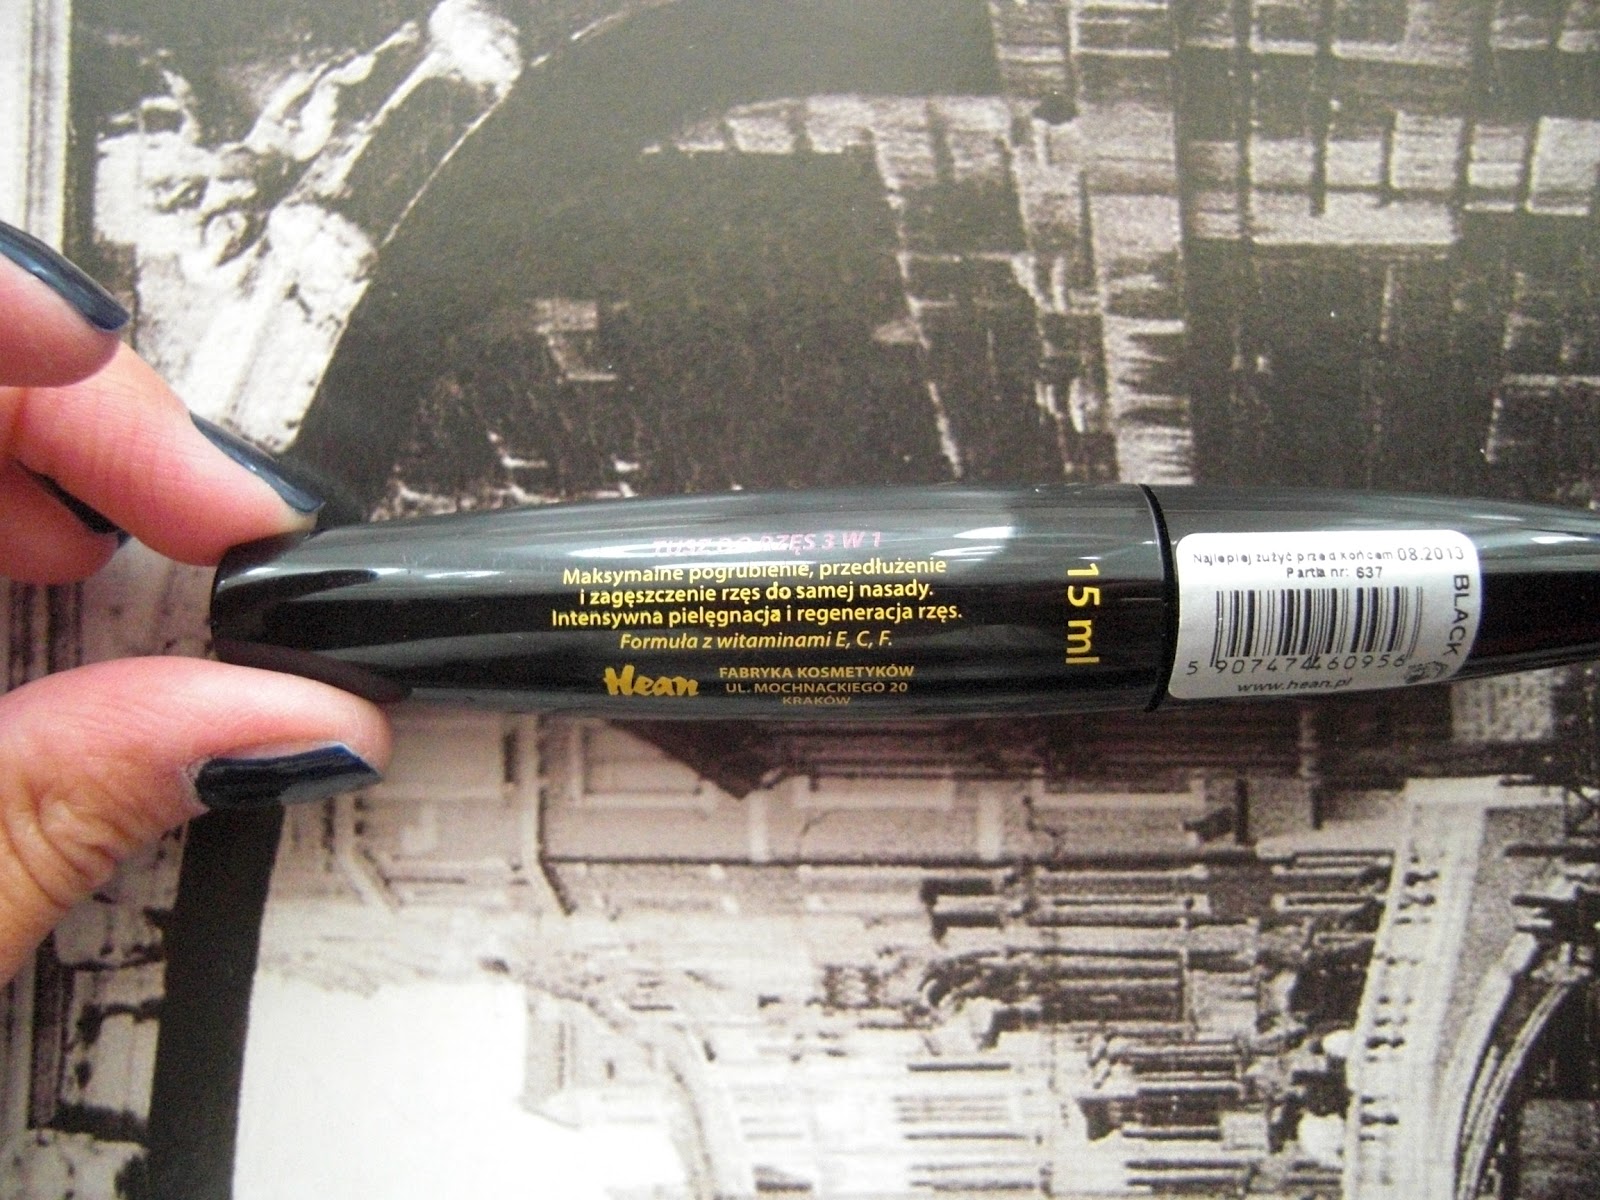 TUSZ DO RZĘS 3 W 1
Maksymalne pogrubienie, przedłużenie
i zagęszczenie rzęs do samej nasady.
Intensywna pielęgnacja i regeneracja rzęs.
Formuła z witaminami E, C, F.
Hean
FABRYKA KOSMETYKÓW
UL. MOCHNACKIEGO 20
KRAKÓW
15 ml
Najlepiej zużyć przed końcem 08.2013
Partia nr: 637
BLACK
5 907474 460956
www.hean.pl